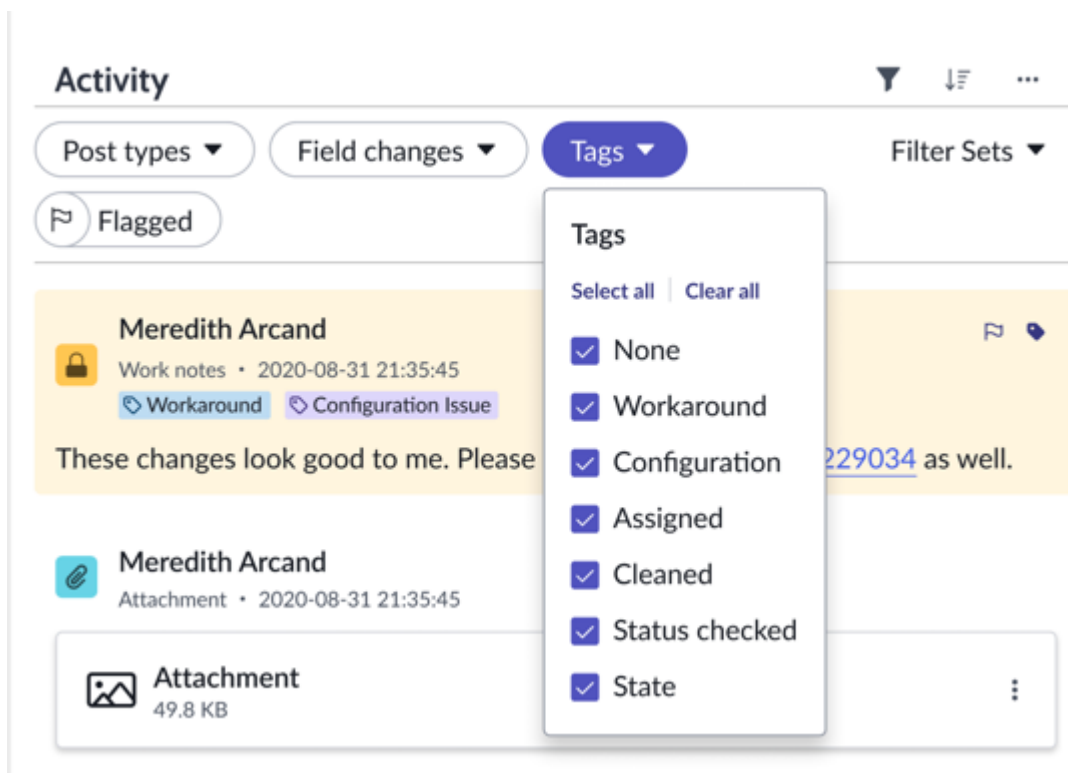 Activity
Post types
Field changes
Tags
Filter Sets
Flagged
Tags
Select all
Clear all
None
Workaround
Configuration
Assigned
Cleaned
Status checked
State
Meredith Arcand
Work notes • 2020-08-31 21:35:45
Workaround
Configuration Issue
These changes look good to me. Please
229034 as well.
Meredith Arcand
Attachment • 2020-08-31 21:35:45
Attachment
49.8 KB